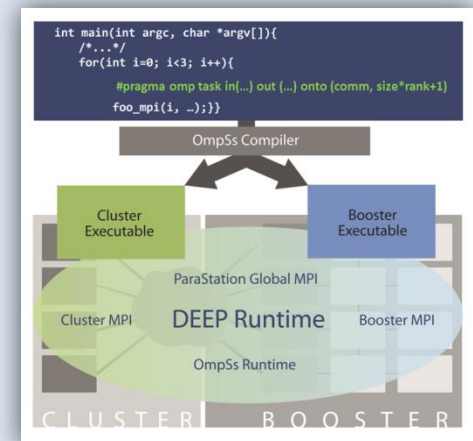 int main(int argc, char *argv[]){
/*...*/
for(int i=0; i<3; i++){
#pragma omp task in(...) out (...) onto (comm, size*rank+1)
foo_mpi(i, ...);}}
OmpSs Compiler
Cluster
Executable
Booster
Executable
ParaStation Global MPI
Cluster MPI
DEEP Runtime
Booster MPI
OmpSs Runtime
CLUSTER
BOOSTER